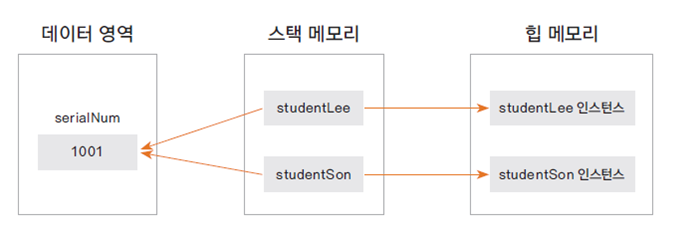 데이터 영역
스택 메모리
힙 메모리
serialNum
1001
studentLee
studentSon
studentLee 인스턴스
studentSon 인스턴스